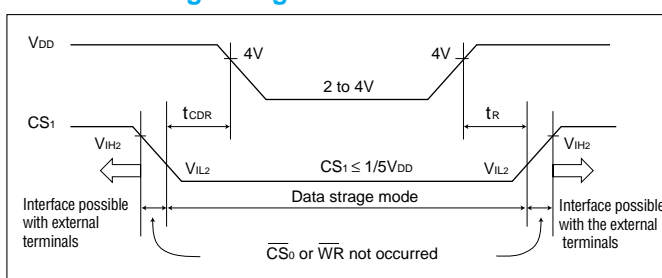 VDD
4V
4V
2 to 4V
tCDR
tR
CS1
VIH2
VIH2
VIL2
CS1 ≤ 1/5VDD
VIL2
Data strage mode
Interface possible
with external
terminals
Interface possible
with the external
terminals
CS0 or WR not occurred